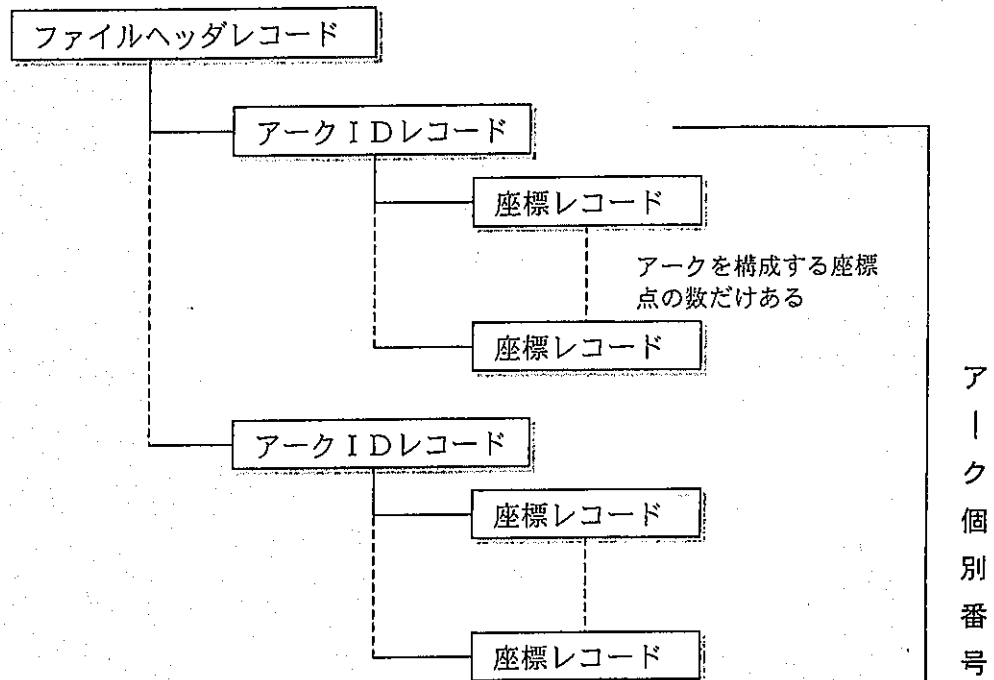 ファイルヘッダレコード
アークIDレコード
座標レコード
アークを構成する座標
点の数だけある
座標レコード
アークIDレコード
座標レコード
座標レコード
アーク個別番号